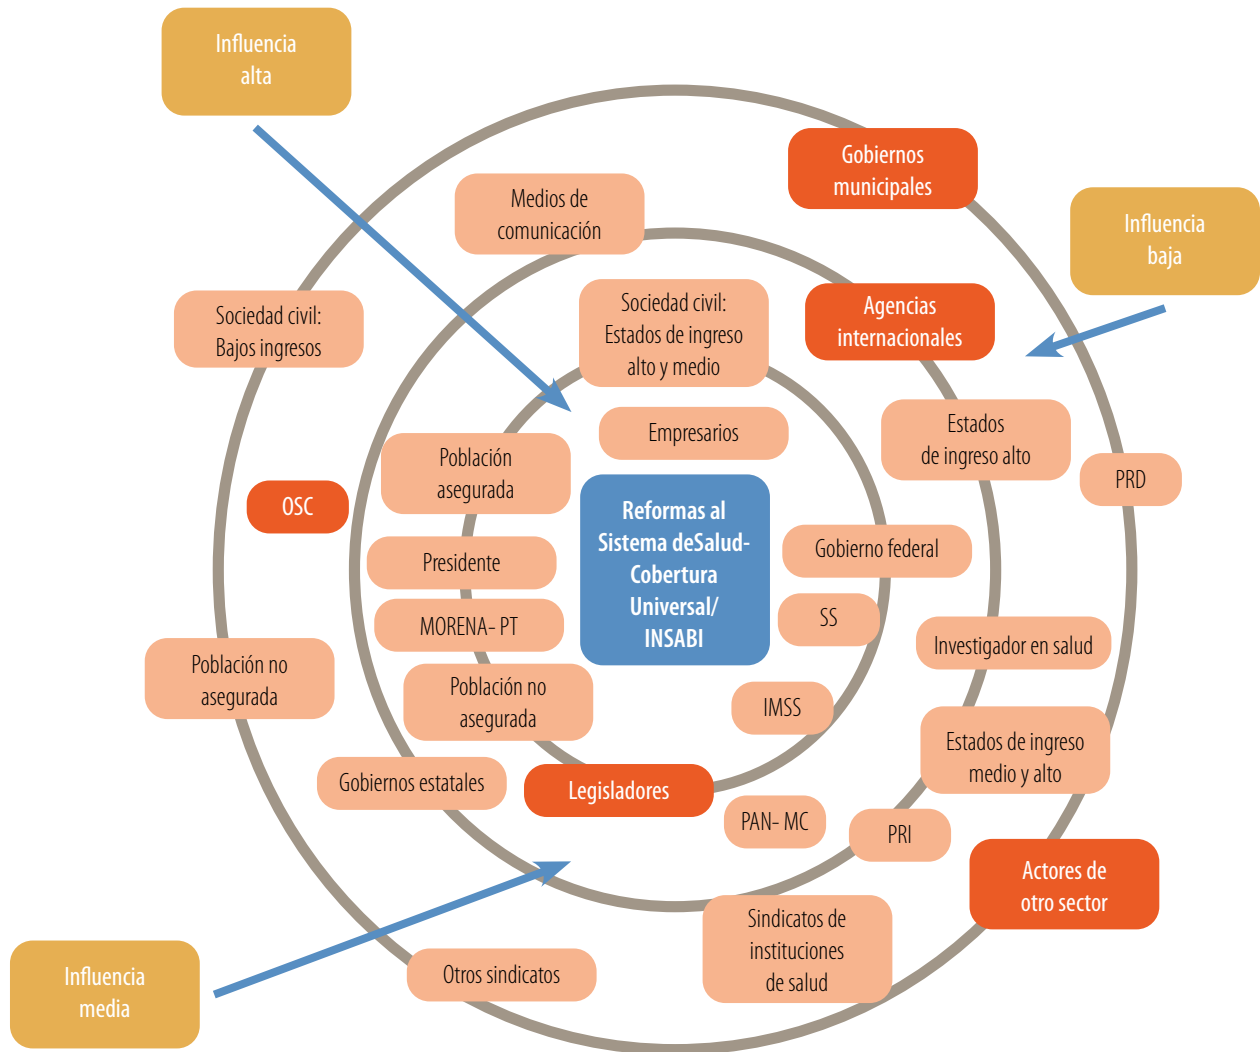 Influencia
alta
Gobiernos
municipales
Medios de
comunicación
Influencia
baja
Sociedad civil:
Bajos ingresos
Sociedad civil:
Estados de ingreso
alto y medio
Agencias
internacionales
Empresarios
Estados
de ingreso alto
Población
asegurada
PRD
OSC
Reformas al
Sistema deSalud-
Cobertura
Universal/
INSABI
Presidente
Gobierno federal
MORENA- PT
SS
Investigador en salud
Población no
asegurada
Población no
asegurada
IMSS
Estados de ingreso
medio y alto
Gobiernos estatales
Legisladores
PAN- MC
PRI
Actores de
otro sector
Sindicatos de
instituciones
de salud
Otros sindicatos
Influencia
media